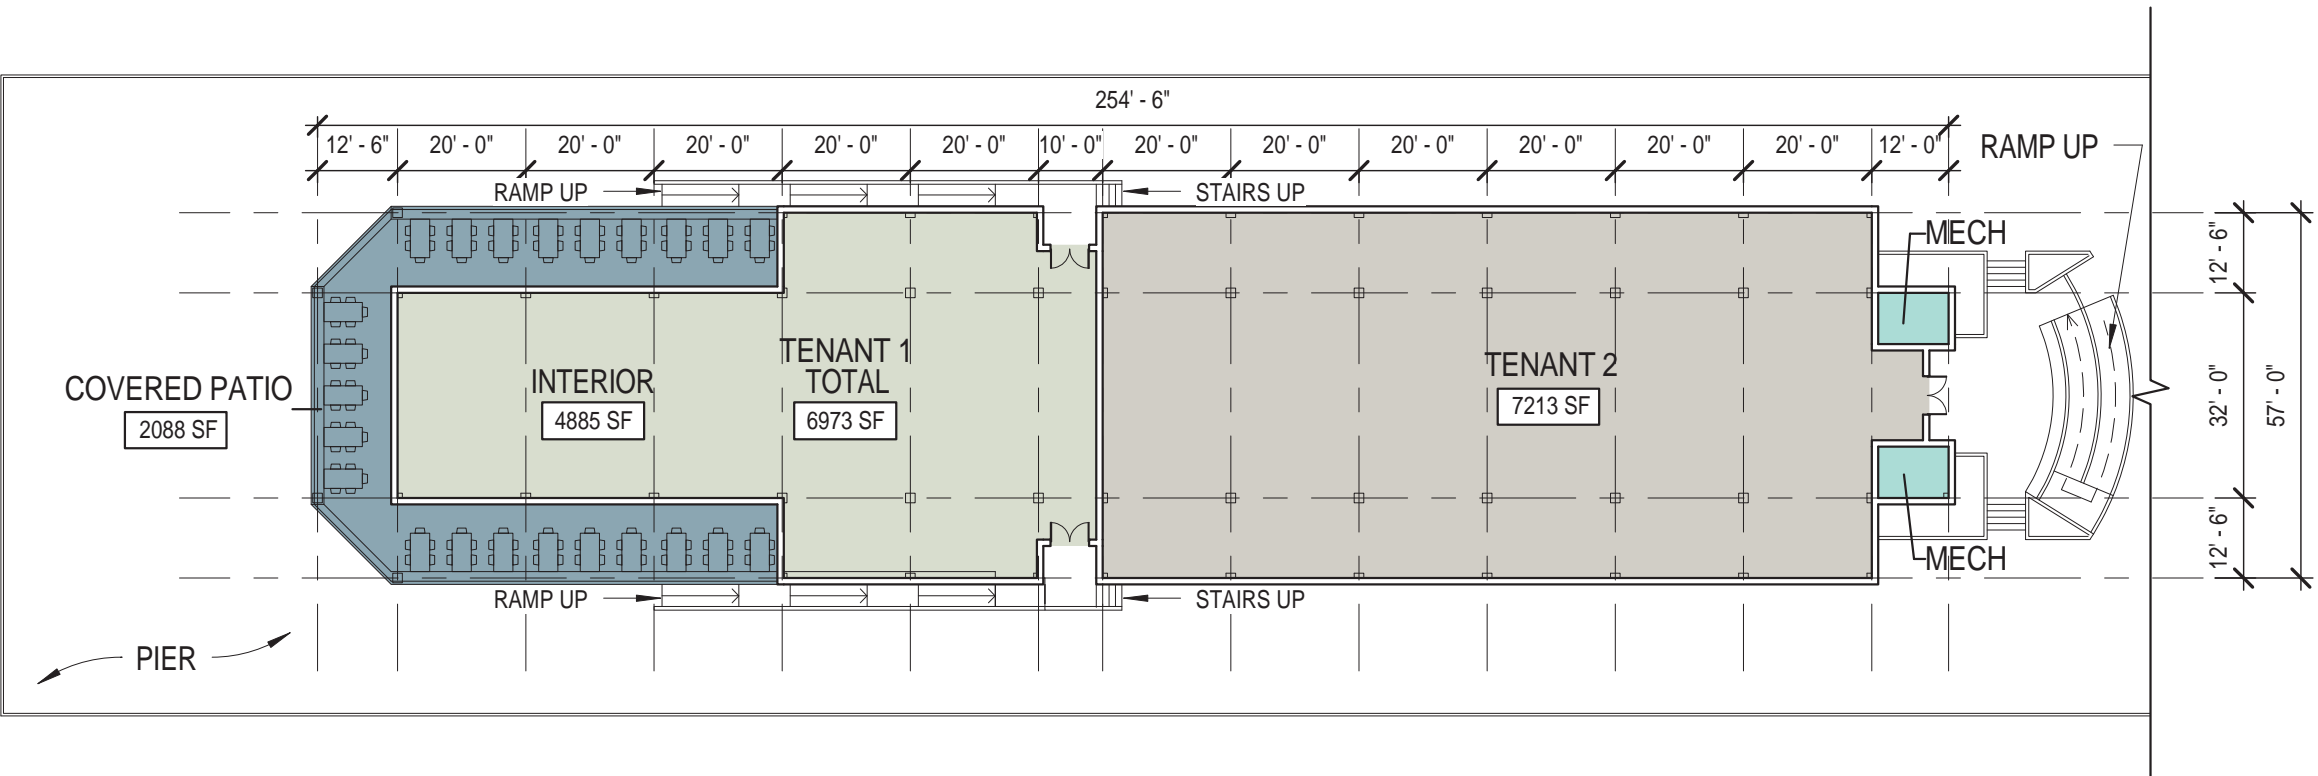 254' - 6"
12' - 6" 20' - 0" 20' - 0" 20' - 0" 20' - 0" 20' - 0" 10' - 0" 20' - 0" 20' - 0" 20' - 0" 20' - 0" 20' - 0" 20' - 0" 12' - 0"
RAMP UP
RAMP UP
STAIRS UP
MECH
12' - 6"
COVERED PATIO
2088 SF
INTERIOR
4885 SF
TENANT 1
TOTAL
6973 SF
TENANT 2
7213 SF
32' - 0"
57' - 0"
MECH
12' - 6"
RAMP UP
STAIRS UP
PIER